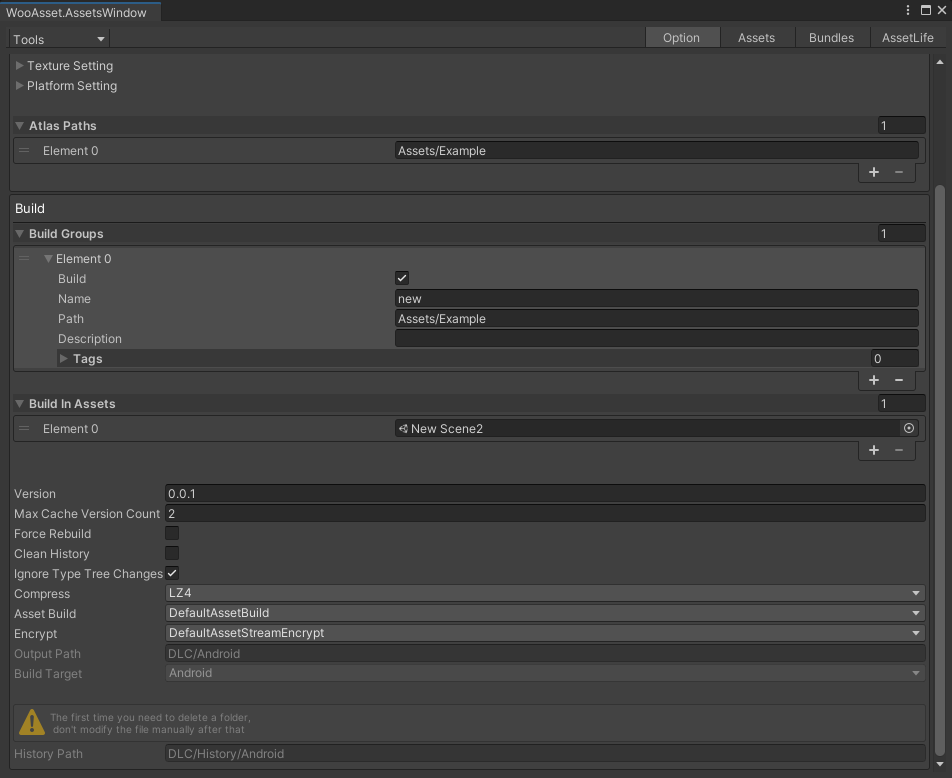 WooAsset.AssetsWindow
Tools
Option Assets Bundles AssetLife
Texture Setting
Platform Setting
Atlas Paths 1
Element 0 Assets/Example
+ −
Build
Build Groups 1
Element 0
Build
Name new
Path Assets/Example
Description
Tags 0
+ −
Build In Assets 1
Element 0 New Scene2
+ −
Version 0.0.1
Max Cache Version Count 2
Force Rebuild
Clean History
Ignore Type Tree Changes
Compress LZ4
Asset Build DefaultAssetBuild
Encrypt DefaultAssetStreamEncrypt
Output Path DLC/Android
Build Target Android
The first time you need to delete a folder,
don't modify the file manually after that
History Path DLC/History/Android